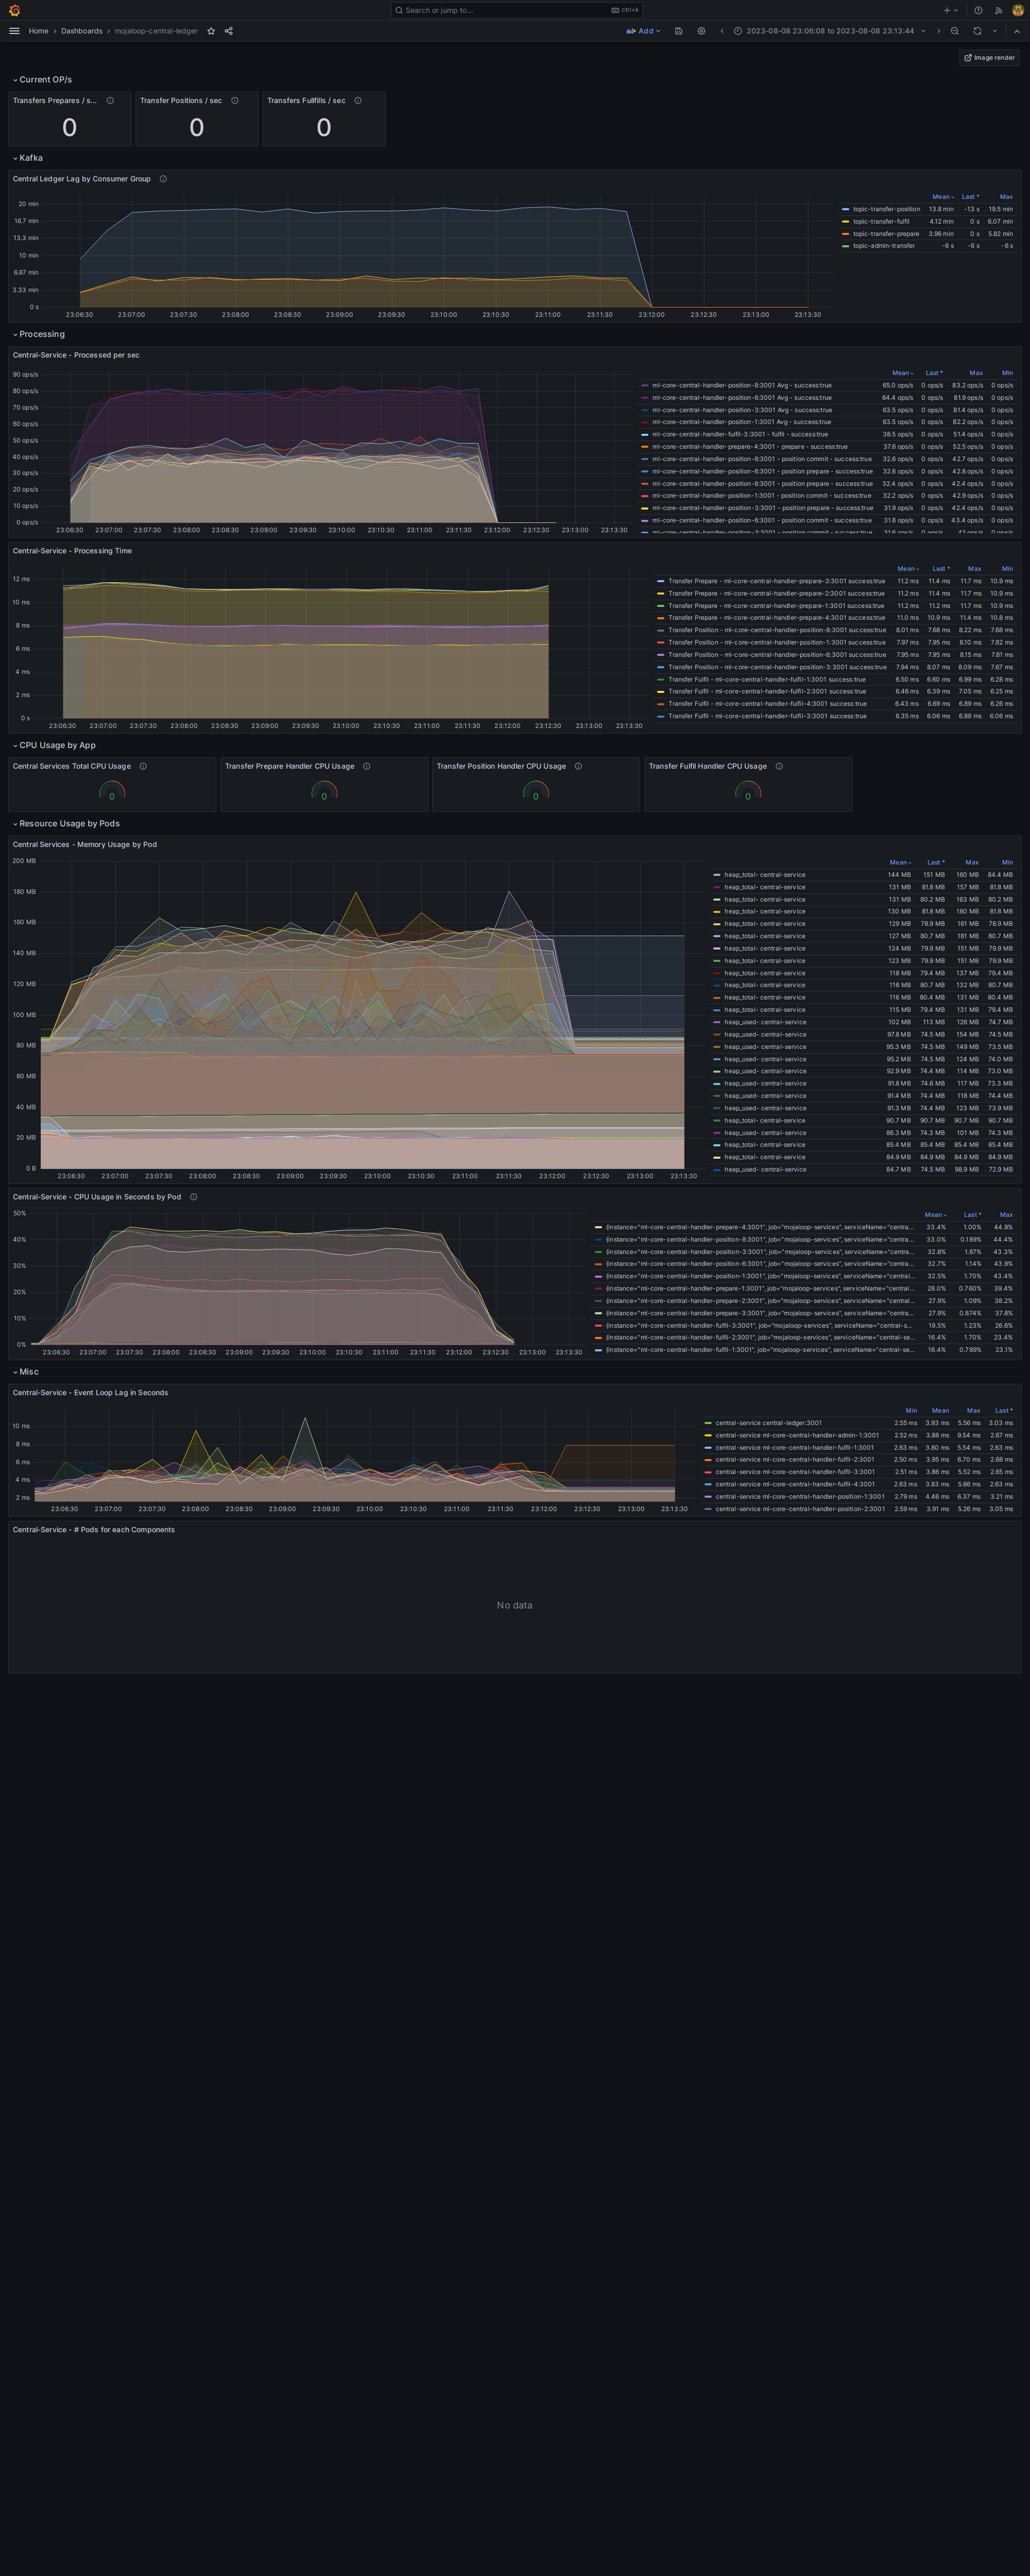 Search or jump to... ctrl+k
Home › Dashboards › mojaloop-central-ledger Add 2023-08-08 23:06:08 to 2023-08-08 23:13:44
Image render
Current OP/s
Transfers Prepares / s... Transfer Positions / sec Transfers Fullfills / sec
0 0 0
Kafka
Central Ledger Lag by Consumer Group
20 min
16.7 min
13.3 min
10 min
6.67 min
3.33 min
0 s
23:06:30 23:07:00 23:07:30 23:08:00 23:08:30 23:09:00 23:09:30 23:10:00 23:10:30 23:11:00 23:11:30 23:12:00 23:12:30 23:13:00 23:13:30
Mean Last * Max
topic-transfer-position 13.8 min -13 s 19.5 min
topic-transfer-fulfil 4.12 min 0 s 6.07 min
topic-transfer-prepare 3.96 min 0 s 5.82 min
topic-admin-transfer -6 s -6 s -6 s
Processing
Central-Service - Processed per sec
90 ops/s
80 ops/s
70 ops/s
60 ops/s
50 ops/s
40 ops/s
30 ops/s
20 ops/s
10 ops/s
0 ops/s
23:06:30 23:07:00 23:07:30 23:08:00 23:08:30 23:09:00 23:09:30 23:10:00 23:10:30 23:11:00 23:11:30 23:12:00 23:12:30 23:13:00 23:13:30
Mean Last * Max Min
ml-core-central-handler-position-8:3001 Avg - success:true 65.0 ops/s 0 ops/s 83.2 ops/s 0 ops/s
ml-core-central-handler-position-6:3001 Avg - success:true 64.4 ops/s 0 ops/s 81.9 ops/s 0 ops/s
ml-core-central-handler-position-3:3001 Avg - success:true 63.5 ops/s 0 ops/s 81.4 ops/s 0 ops/s
ml-core-central-handler-position-1:3001 Avg - success:true 63.5 ops/s 0 ops/s 82.2 ops/s 0 ops/s
ml-core-central-handler-fulfil-3:3001 - fulfil - success:true 38.5 ops/s 0 ops/s 51.4 ops/s 0 ops/s
ml-core-central-handler-prepare-4:3001 - prepare - success:true 37.6 ops/s 0 ops/s 52.5 ops/s 0 ops/s
ml-core-central-handler-position-8:3001 - position commit - success:true 32.6 ops/s 0 ops/s 42.7 ops/s 0 ops/s
ml-core-central-handler-position-6:3001 - position prepare - success:true 32.6 ops/s 0 ops/s 42.8 ops/s 0 ops/s
ml-core-central-handler-position-8:3001 - position prepare - success:true 32.4 ops/s 0 ops/s 42.4 ops/s 0 ops/s
ml-core-central-handler-position-1:3001 - position commit - success:true 32.2 ops/s 0 ops/s 42.9 ops/s 0 ops/s
ml-core-central-handler-position-3:3001 - position prepare - success:true 31.9 ops/s 0 ops/s 42.4 ops/s 0 ops/s
ml-core-central-handler-position-6:3001 - position commit - success:true 31.8 ops/s 0 ops/s 43.4 ops/s 0 ops/s
ml-core-central-handler-position-3:3001 - position commit - success:true 31.6 ops/s 0 ops/s 42 ops/s 0 ops/s
Central-Service - Processing Time
12 ms
10 ms
8 ms
6 ms
4 ms
2 ms
0 s
23:06:30 23:07:00 23:07:30 23:08:00 23:08:30 23:09:00 23:09:30 23:10:00 23:10:30 23:11:00 23:11:30 23:12:00 23:12:30 23:13:00 23:13:30
Mean Last * Max Min
Transfer Prepare - ml-core-central-handler-prepare-3:3001 success:true 11.2 ms 11.4 ms 11.7 ms 10.9 ms
Transfer Prepare - ml-core-central-handler-prepare-2:3001 success:true 11.2 ms 11.4 ms 11.7 ms 10.9 ms
Transfer Prepare - ml-core-central-handler-prepare-1:3001 success:true 11.2 ms 11.2 ms 11.7 ms 10.9 ms
Transfer Prepare - ml-core-central-handler-prepare-4:3001 success:true 11.0 ms 10.9 ms 11.4 ms 10.8 ms
Transfer Position - ml-core-central-handler-position-8:3001 success:true 8.01 ms 7.68 ms 8.22 ms 7.68 ms
Transfer Position - ml-core-central-handler-position-1:3001 success:true 7.97 ms 7.95 ms 8.10 ms 7.82 ms
Transfer Position - ml-core-central-handler-position-6:3001 success:true 7.95 ms 7.95 ms 8.15 ms 7.81 ms
Transfer Position - ml-core-central-handler-position-3:3001 success:true 7.94 ms 8.07 ms 8.09 ms 7.67 ms
Transfer Fulfil - ml-core-central-handler-fulfil-1:3001 success:true 6.50 ms 6.60 ms 6.99 ms 6.28 ms
Transfer Fulfil - ml-core-central-handler-fulfil-2:3001 success:true 6.46 ms 6.39 ms 7.05 ms 6.25 ms
Transfer Fulfil - ml-core-central-handler-fulfil-4:3001 success:true 6.43 ms 6.69 ms 6.89 ms 6.26 ms
Transfer Fulfil - ml-core-central-handler-fulfil-3:3001 success:true 6.35 ms 6.06 ms 6.88 ms 6.06 ms
CPU Usage by App
Central Services Total CPU Usage Transfer Prepare Handler CPU Usage Transfer Position Handler CPU Usage Transfer Fulfil Handler CPU Usage
0 0 0 0
Resource Usage by Pods
Central Services - Memory Usage by Pod
200 MB
180 MB
160 MB
140 MB
120 MB
100 MB
80 MB
60 MB
40 MB
20 MB
0 B
23:06:30 23:07:00 23:07:30 23:08:00 23:08:30 23:09:00 23:09:30 23:10:00 23:10:30 23:11:00 23:11:30 23:12:00 23:12:30 23:13:00 23:13:30
Mean Last * Max Min
heap_total- central-service 144 MB 151 MB 160 MB 84.4 MB
heap_total- central-service 131 MB 81.8 MB 157 MB 81.8 MB
heap_total- central-service 131 MB 80.2 MB 163 MB 80.2 MB
heap_total- central-service 130 MB 81.8 MB 180 MB 81.8 MB
heap_total- central-service 129 MB 78.9 MB 161 MB 78.9 MB
heap_total- central-service 127 MB 80.7 MB 181 MB 80.7 MB
heap_total- central-service 124 MB 79.9 MB 151 MB 79.9 MB
heap_total- central-service 123 MB 79.9 MB 151 MB 79.9 MB
heap_total- central-service 118 MB 79.4 MB 137 MB 79.4 MB
heap_total- central-service 116 MB 80.7 MB 132 MB 80.7 MB
heap_total- central-service 116 MB 80.4 MB 131 MB 80.4 MB
heap_total- central-service 115 MB 79.4 MB 131 MB 79.4 MB
heap_used- central-service 102 MB 113 MB 126 MB 74.7 MB
heap_used- central-service 97.8 MB 74.5 MB 154 MB 74.5 MB
heap_used- central-service 95.3 MB 74.5 MB 149 MB 73.5 MB
heap_used- central-service 95.2 MB 74.5 MB 124 MB 74.0 MB
heap_used- central-service 92.9 MB 74.4 MB 114 MB 73.0 MB
heap_used- central-service 91.8 MB 74.6 MB 117 MB 73.3 MB
heap_used- central-service 91.4 MB 74.4 MB 118 MB 74.4 MB
heap_used- central-service 91.3 MB 74.4 MB 123 MB 73.9 MB
heap_total- central-service 90.7 MB 90.7 MB 90.7 MB 90.7 MB
heap_used- central-service 86.3 MB 74.3 MB 101 MB 74.3 MB
heap_total- central-service 85.4 MB 85.4 MB 85.4 MB 85.4 MB
heap_total- central-service 84.9 MB 84.9 MB 84.9 MB 84.9 MB
heap_used- central-service 84.7 MB 74.5 MB 98.9 MB 72.9 MB
Central-Service - CPU Usage in Seconds by Pod
50%
40%
30%
20%
10%
0%
23:06:30 23:07:00 23:07:30 23:08:00 23:08:30 23:09:00 23:09:30 23:10:00 23:10:30 23:11:00 23:11:30 23:12:00 23:12:30 23:13:00 23:13:30
Mean Last * Max
{instance="ml-core-central-handler-prepare-4:3001", job="mojaloop-services", serviceName="centra... 33.4% 1.00% 44.9%
{instance="ml-core-central-handler-position-8:3001", job="mojaloop-services", serviceName="centra... 33.0% 0.189% 44.4%
{instance="ml-core-central-handler-position-3:3001", job="mojaloop-services", serviceName="centra... 32.8% 1.87% 43.3%
{instance="ml-core-central-handler-position-6:3001", job="mojaloop-services", serviceName="centra... 32.7% 1.14% 43.9%
{instance="ml-core-central-handler-position-1:3001", job="mojaloop-services", serviceName="central... 32.5% 1.70% 43.4%
{instance="ml-core-central-handler-prepare-1:3001", job="mojaloop-services", serviceName="central... 28.0% 0.760% 39.4%
{instance="ml-core-central-handler-prepare-2:3001", job="mojaloop-services", serviceName="centra... 27.9% 1.09% 38.2%
{instance="ml-core-central-handler-prepare-3:3001", job="mojaloop-services", serviceName="centra... 27.9% 0.874% 37.8%
{instance="ml-core-central-handler-fulfil-3:3001", job="mojaloop-services", serviceName="central-s... 19.5% 1.23% 26.6%
{instance="ml-core-central-handler-fulfil-2:3001", job="mojaloop-services", serviceName="central-se... 16.4% 1.70% 23.4%
{instance="ml-core-central-handler-fulfil-1:3001", job="mojaloop-services", serviceName="central-se... 16.4% 0.789% 23.1%
Misc
Central-Service - Event Loop Lag in Seconds
10 ms
8 ms
6 ms
4 ms
2 ms
23:06:30 23:07:00 23:07:30 23:08:00 23:08:30 23:09:00 23:09:30 23:10:00 23:10:30 23:11:00 23:11:30 23:12:00 23:12:30 23:13:00 23:13:30
Min Mean Max Last *
central-service central-ledger:3001 2.55 ms 3.93 ms 5.56 ms 3.03 ms
central-service ml-core-central-handler-admin-1:3001 2.52 ms 3.88 ms 9.54 ms 2.67 ms
central-service ml-core-central-handler-fulfil-1:3001 2.63 ms 3.80 ms 5.54 ms 2.63 ms
central-service ml-core-central-handler-fulfil-2:3001 2.50 ms 3.95 ms 6.70 ms 2.68 ms
central-service ml-core-central-handler-fulfil-3:3001 2.51 ms 3.86 ms 5.52 ms 2.65 ms
central-service ml-core-central-handler-fulfil-4:3001 2.63 ms 3.83 ms 5.86 ms 2.63 ms
central-service ml-core-central-handler-position-1:3001 2.79 ms 4.46 ms 6.37 ms 3.21 ms
central-service ml-core-central-handler-position-2:3001 2.59 ms 3.91 ms 5.26 ms 3.05 ms
Central-Service - # Pods for each Components
No data